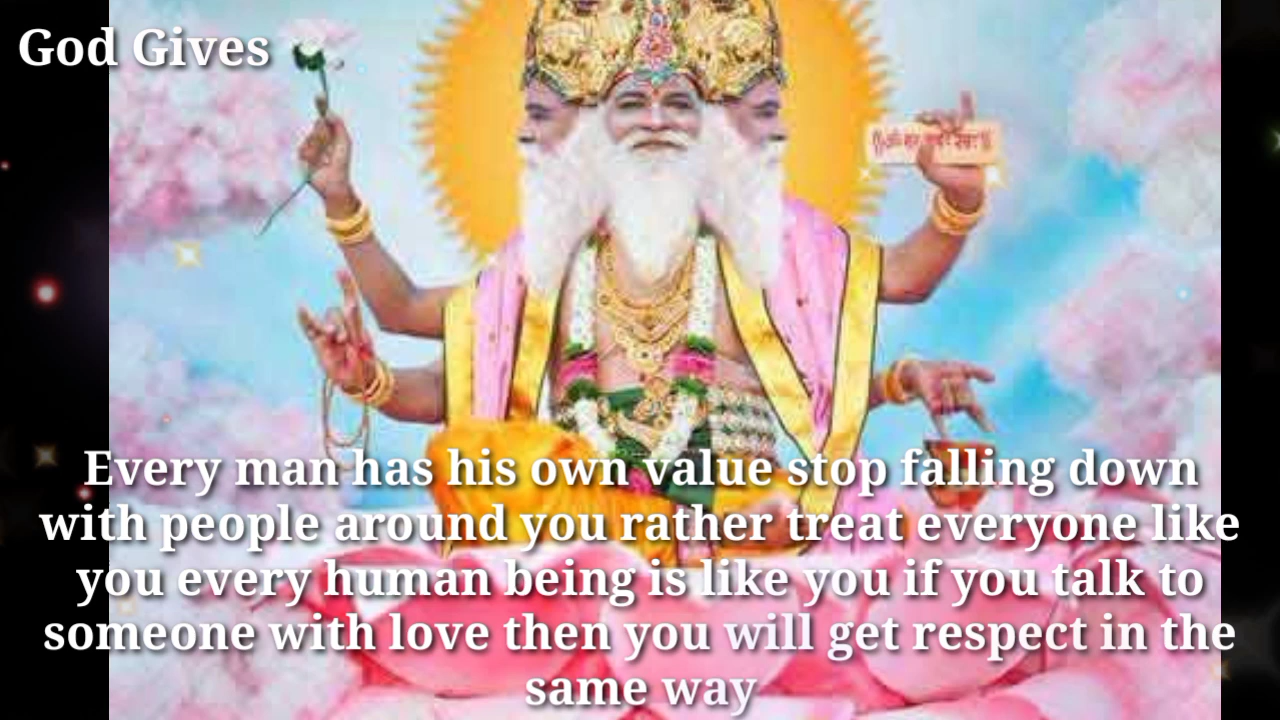 God Gives
Every man has his own value stop falling down
with people around you rather treat everyone like
you every human being is like you if you talk to
someone with love then you will get respect in the
same way